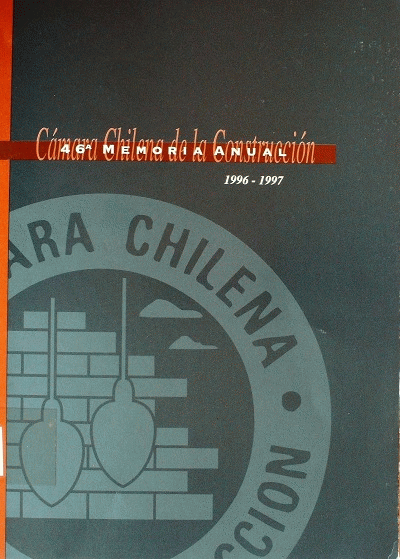 Cámara Chilena de la Construcción
46ª MEMORIA ANUAL
1996 - 1997
ARA CHILENA •
CCION